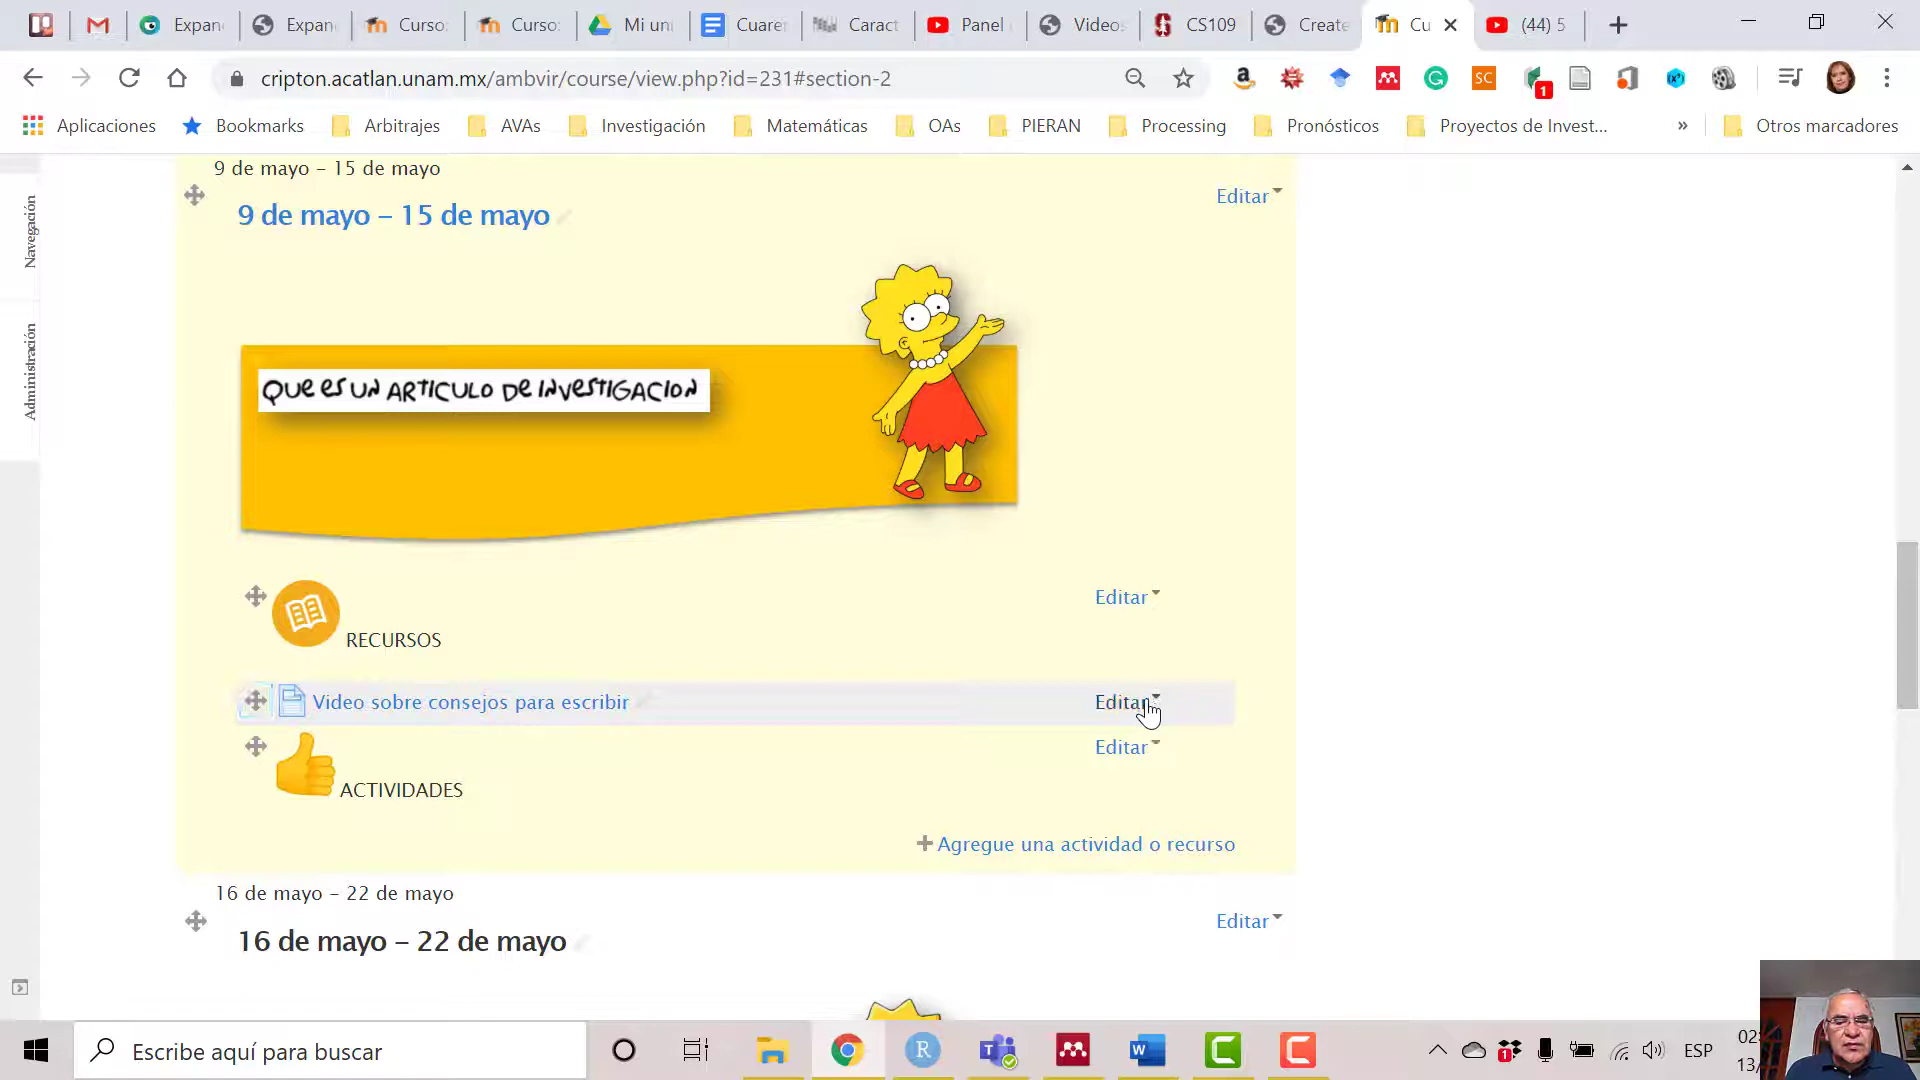 Expan
Expan
Curso:
Curso:
Mi uni
Cuaren
Caract
Panel
Videos
CS109
Create
Cu
(44) 5
cripton.acatlan.unam.mx/ambvir/course/view.php?id=231#section-2
SC
1
Aplicaciones
Bookmarks
Arbitrajes
AVAs
Investigación
Matemáticas
OAs
PIERAN
Processing
Pronósticos
Proyectos de Invest...
»
Otros marcadores
Navegación
Administración
9 de mayo - 15 de mayo
Editar
9 de mayo - 15 de mayo
QUE ES UN ARTICULO DE INVESTIGACION
Editar
RECURSOS
Video sobre consejos para escribir
Editar
Editar
ACTIVIDADES
Agregue una actividad o recurso
16 de mayo - 22 de mayo
Editar
16 de mayo - 22 de mayo
Escribe aquí para buscar
R
W
C
C
1
ESP
02:
13/